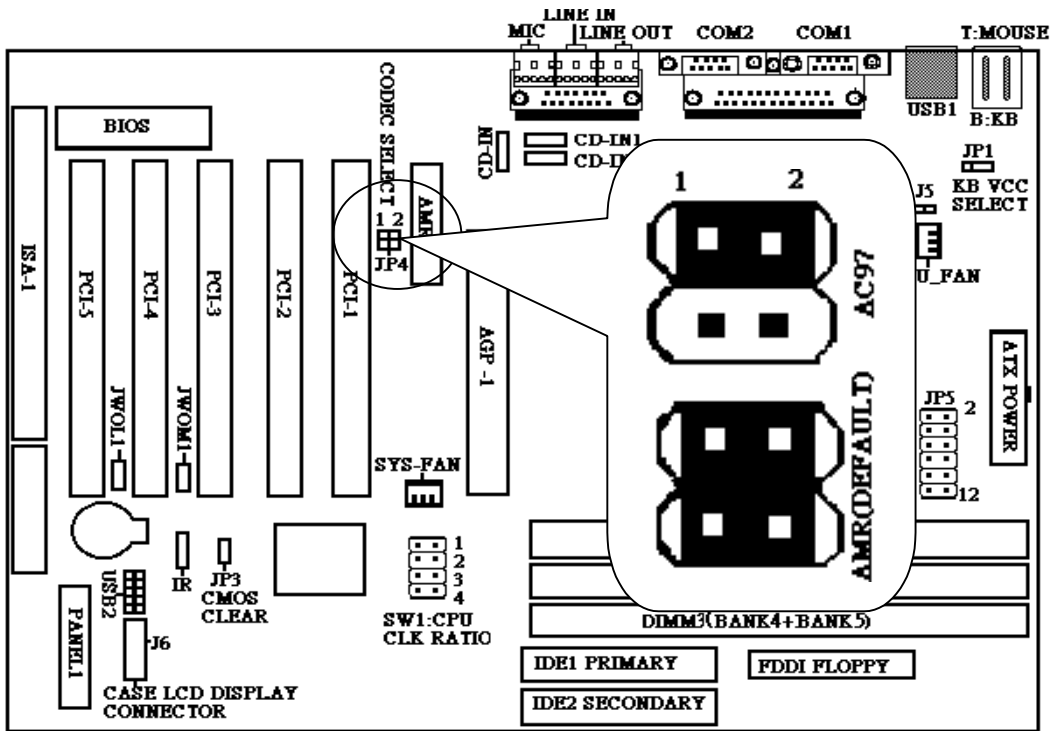 LINE IN
MIC
LINE OUT
COM2
COM1
T:MOUSE
USB1
B:KB
BIOS
CODEC SELECT
CD-IN
CD-IN1
JP1
KB VCC
SELECT
J5
U_FAN
1 2
JP4
ISA-1
PCI-5
PCI-4
PCI-3
PCI-2
PCI-1
AGP-1
1 2
AC97
AMR(DEFAULT)
ATX POWER
JP5
2
12
JWOL1
JWOM1
SYS-FAN
1
2
3
4
SW1:CPU
CLK RATIO
USB2
IR
JP3
CMOS
CLEAR
PANEL1
J6
CASE LCD DISPLAY
CONNECTOR
DIMM3(BANK4+BANK5)
IDE1 PRIMARY
FDDI FLOPPY
IDE2 SECONDARY